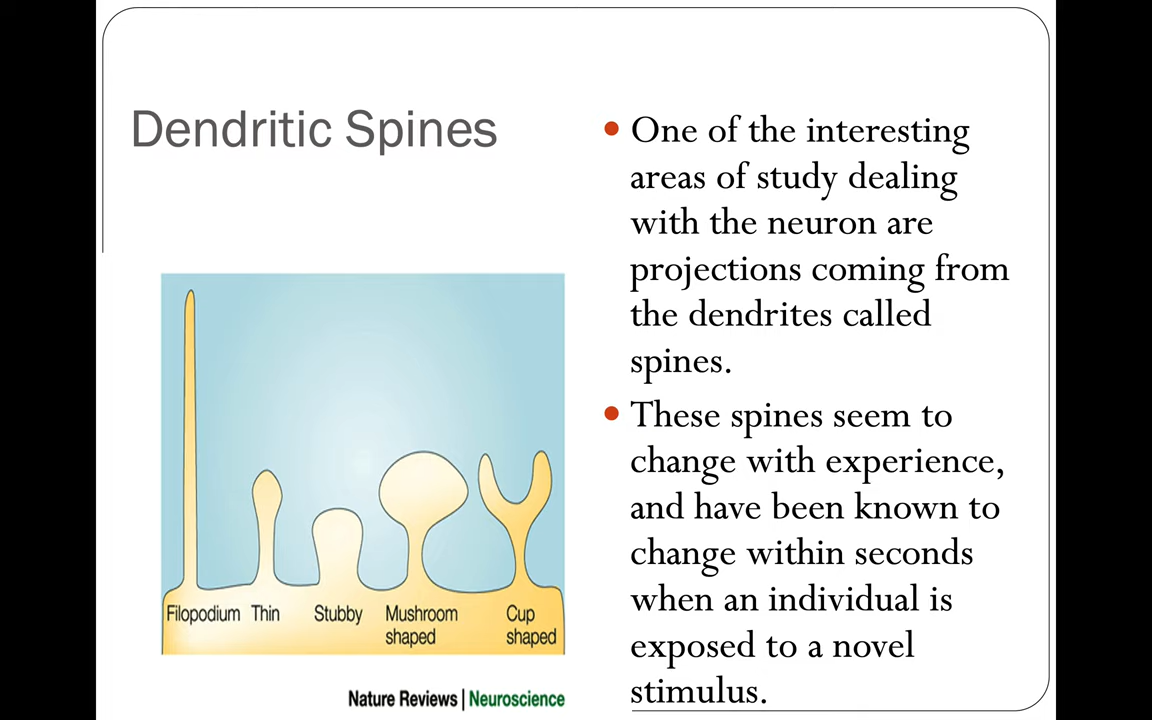 Dendritic Spines
• One of the interesting
areas of study dealing
with the neuron are
projections coming from
the dendrites called
spines.
• These spines seem to
change with experience,
and have been known to
change within seconds
when an individual is
exposed to a novel
stimulus.
Filopodium Thin Stubby Mushroom shaped Cup shaped
Nature Reviews | Neuroscience